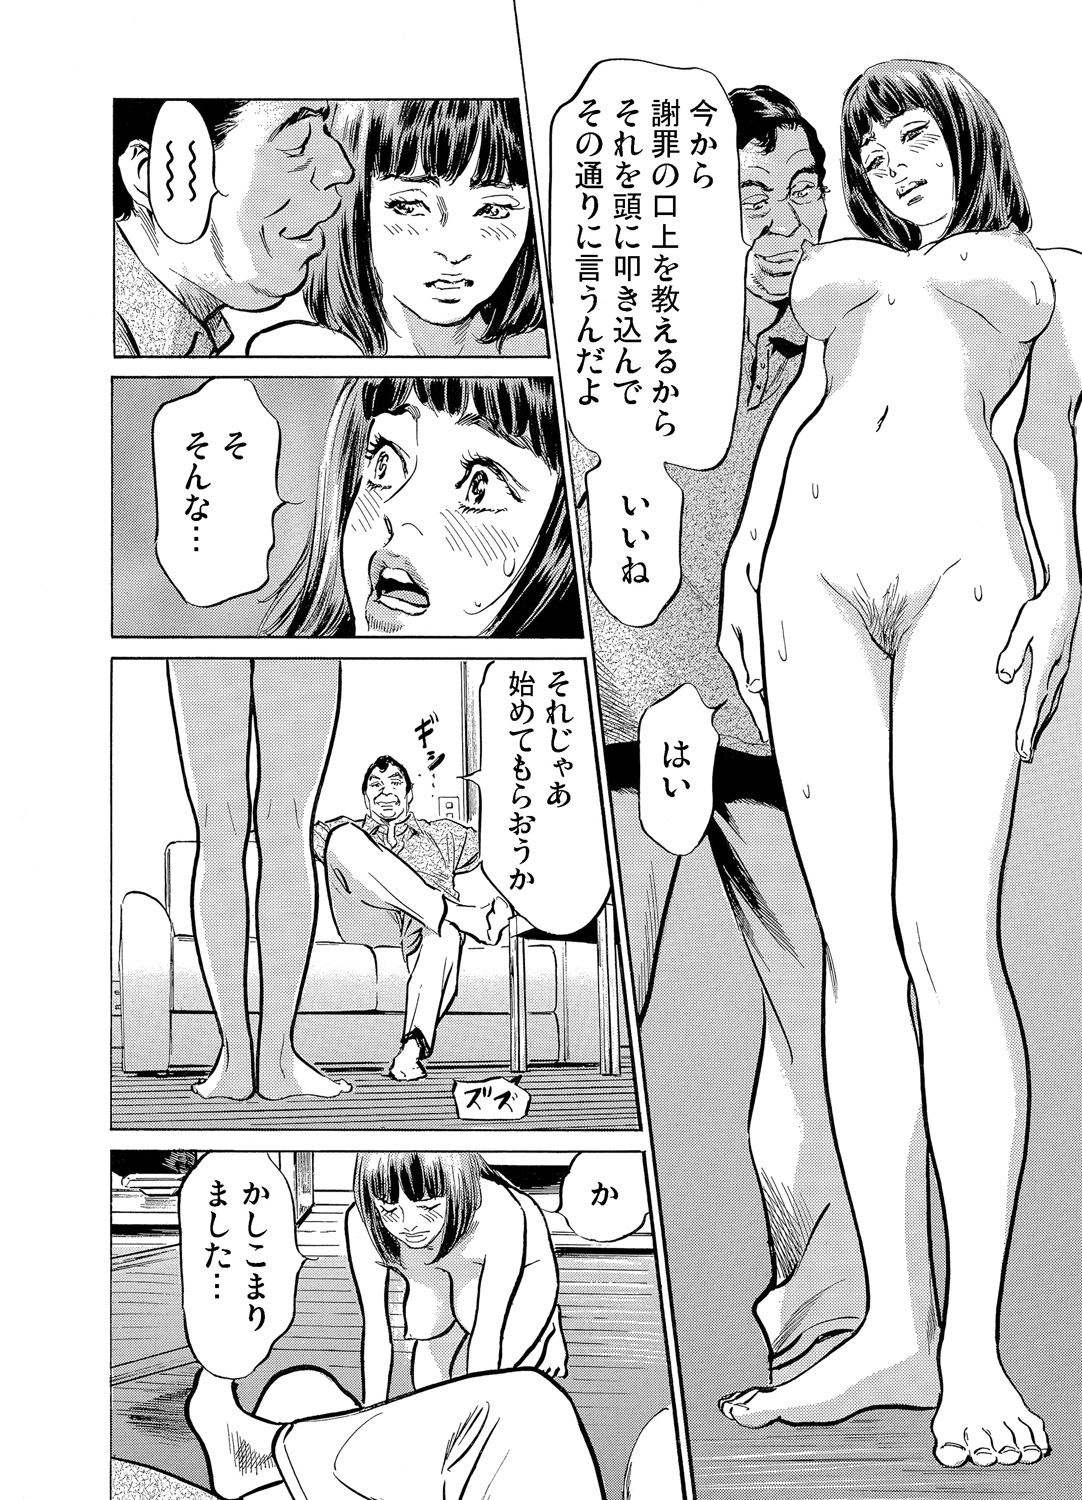 今から
謝罪の口上を教えるから
それを頭に叩き込んで
その通りに言うんだよ
いいね
はい
そ
そんな…
それじゃあ
始めてもらおうか
ギシ…
ズズ
か
かしこまり
ました…